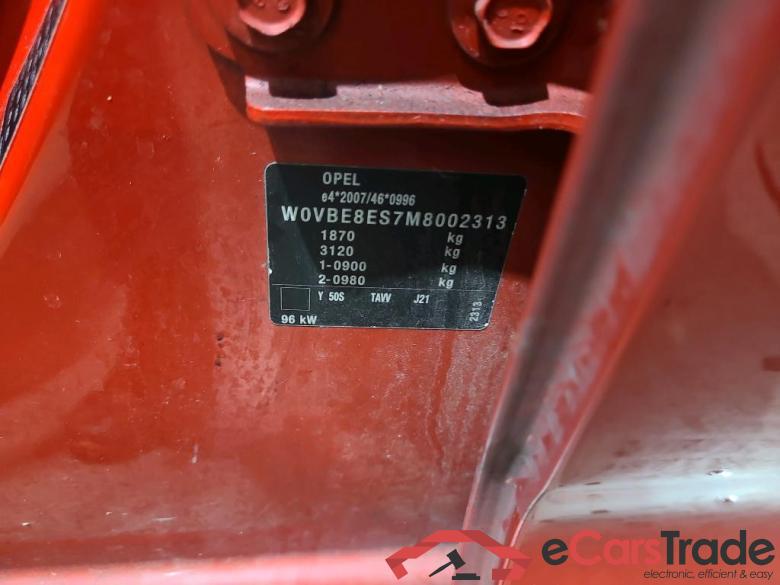 OPEL
e4*2007/46*0996
W0VBE8ES7M8002313
1870 kg
3120 kg
1-0900 kg
2-0980 kg
Y 50S TAVV J21
96 kW
2313
eCarsTrade
electronic, efficient & easy